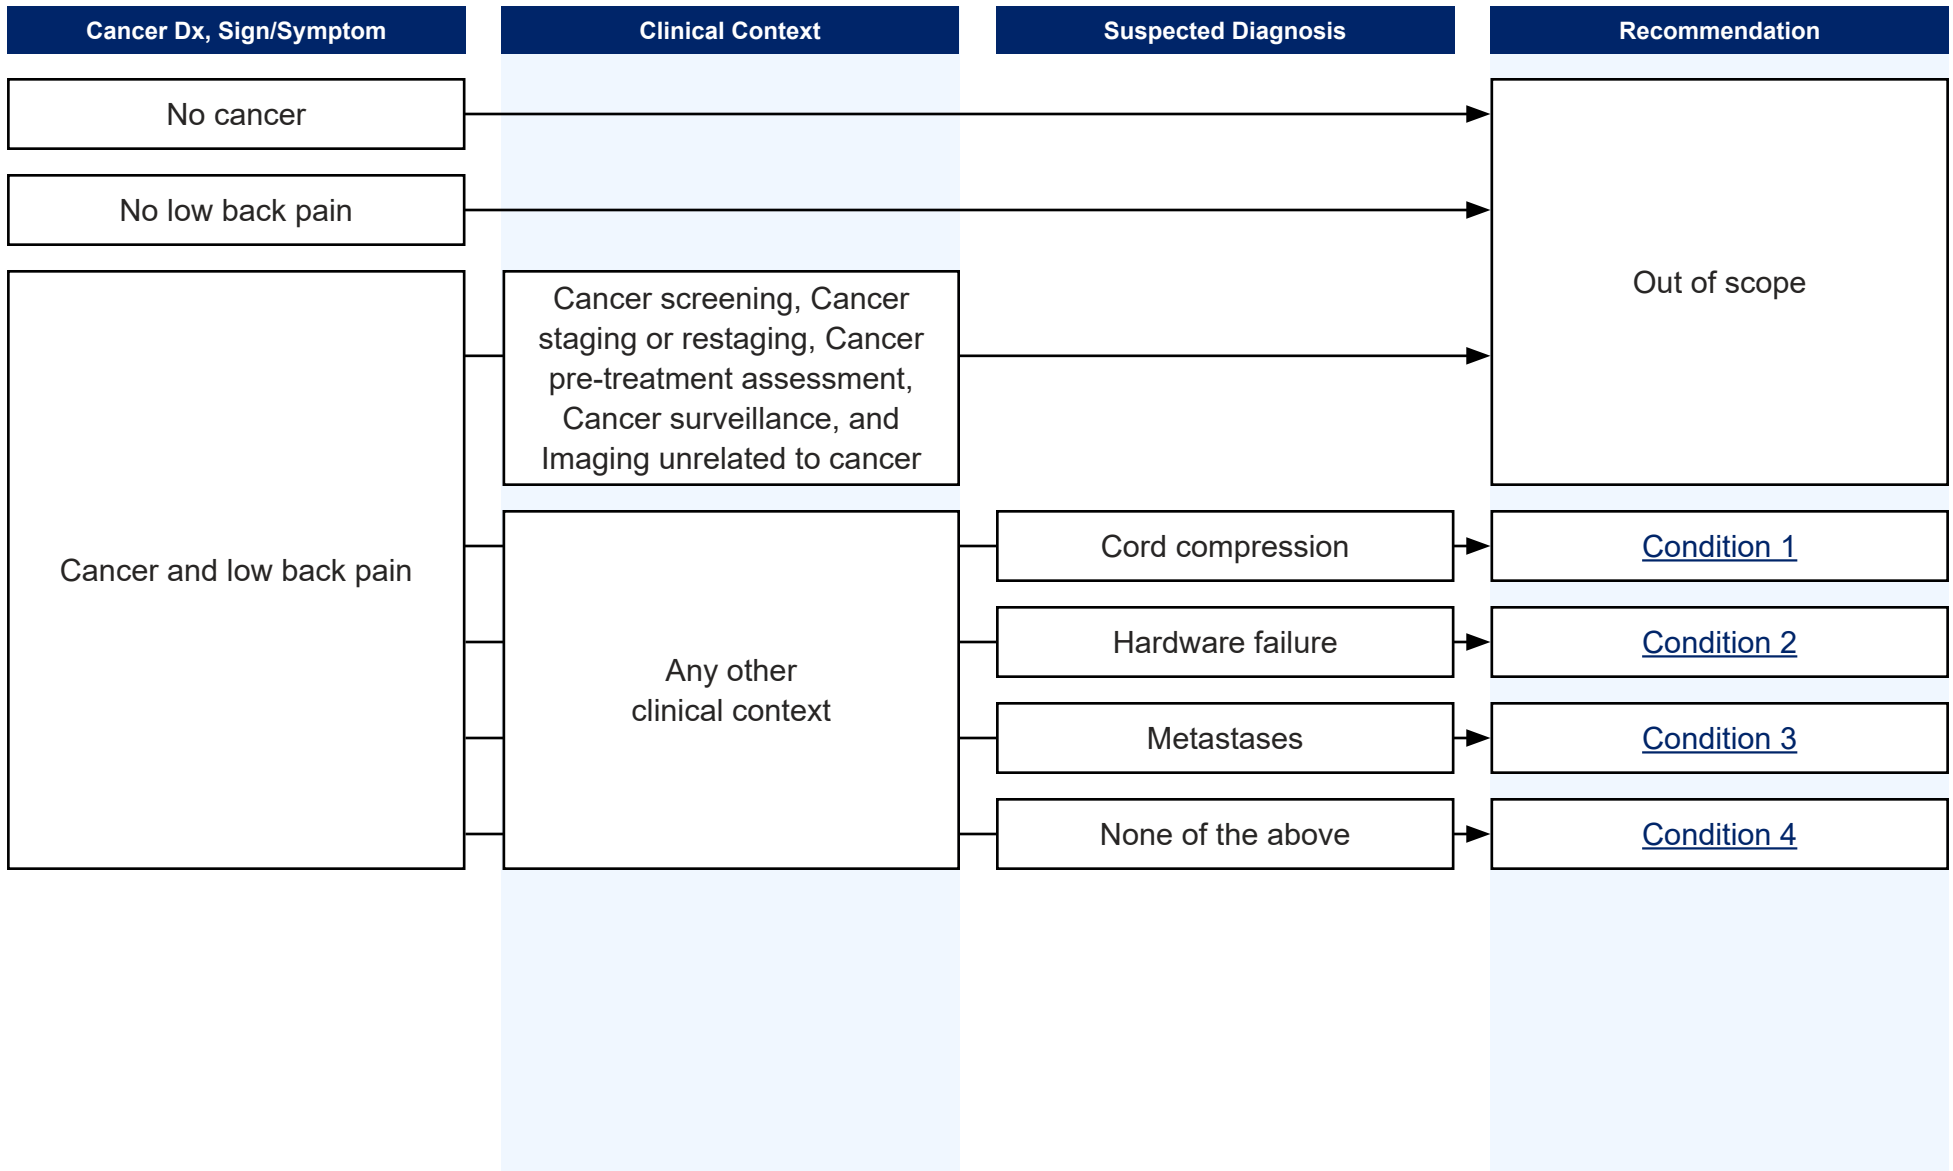 Cancer Dx, Sign/Symptom
Clinical Context
Suspected Diagnosis
Recommendation
No cancer
No low back pain
Cancer and low back pain
Cancer screening, Cancer
staging or restaging, Cancer
pre-treatment assessment,
Cancer surveillance, and
Imaging unrelated to cancer
Out of scope
Any other
clinical context
Cord compression
Condition 1
Hardware failure
Condition 2
Metastases
Condition 3
None of the above
Condition 4